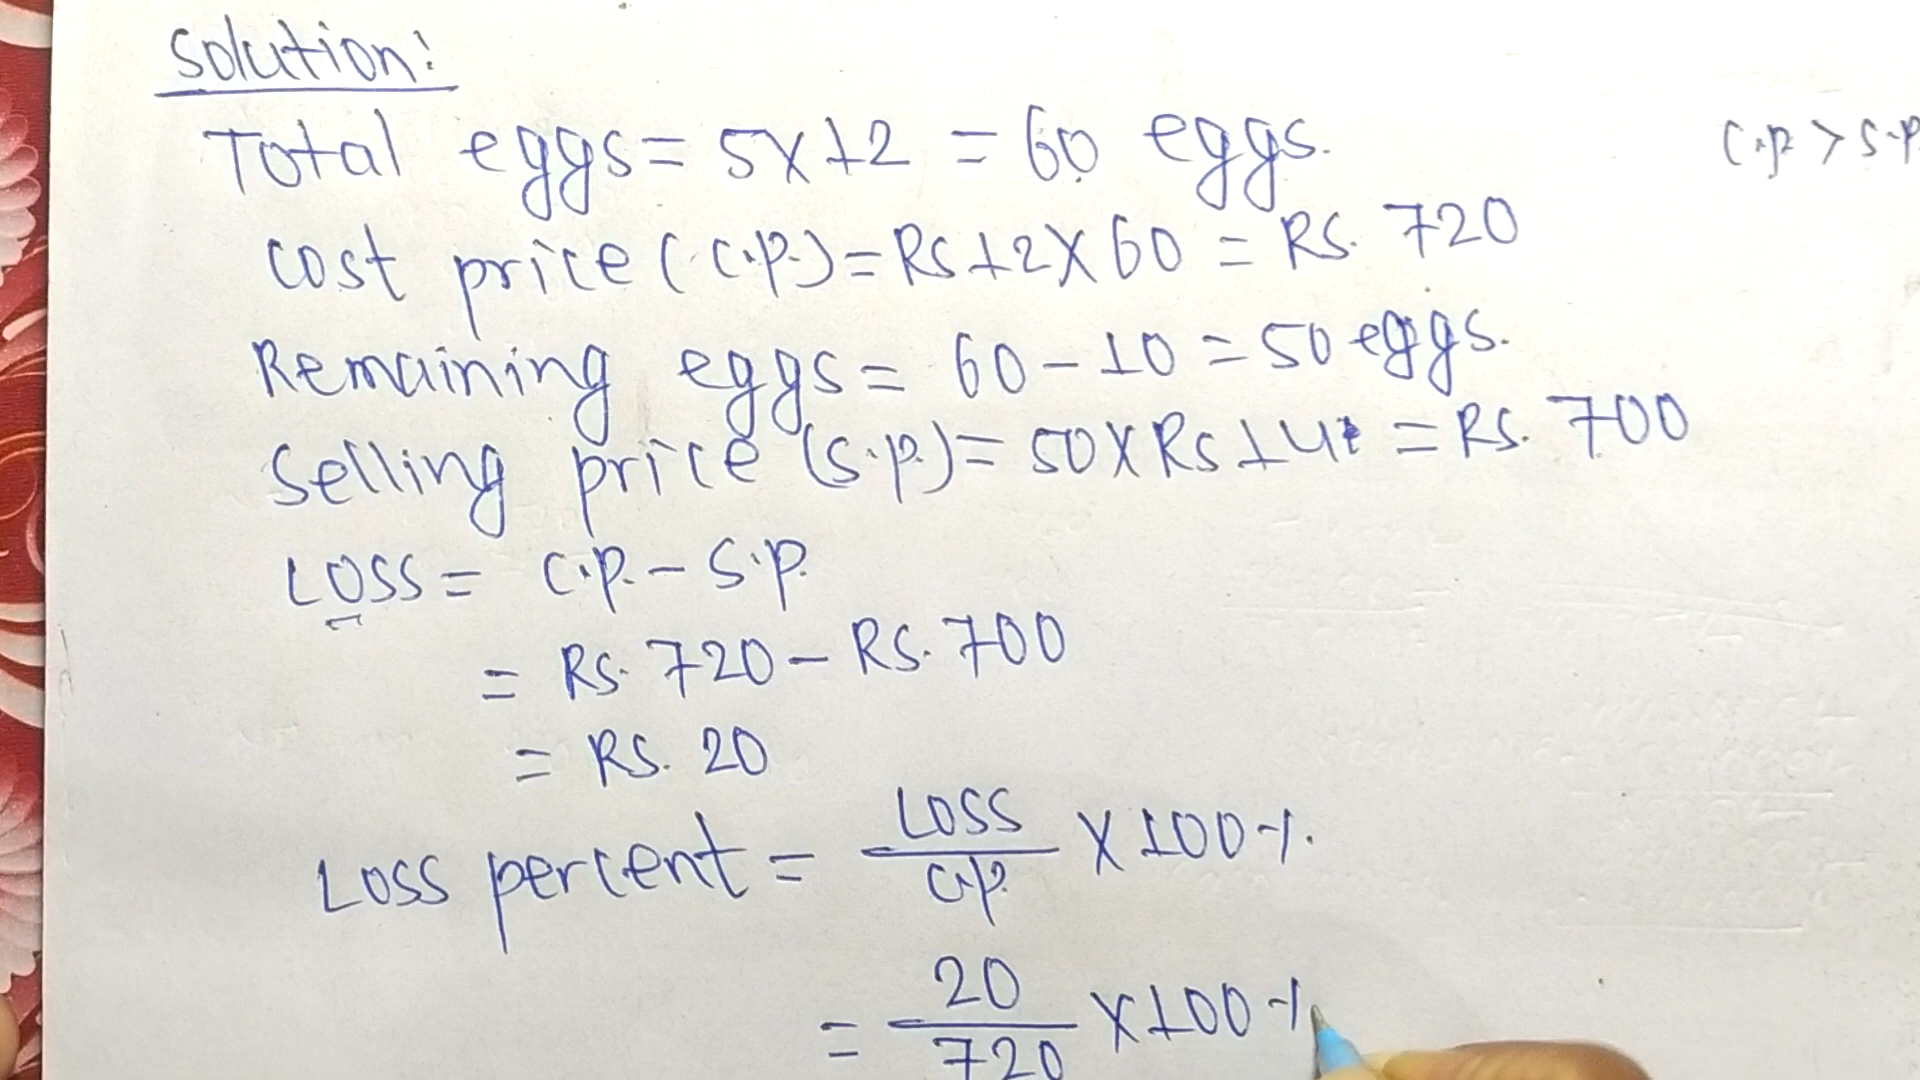 Solution:
Total eggs = 5 x 12 = 60 eggs.
C.P. > S.P
Cost price (C.P.) = Rs 12 X 60 = Rs. 720
Remaining eggs = 60 - 10 = 50 eggs.
Selling price (S.P.) = 50 X Rs 14 = Rs. 700
Loss = C.P. - S.P.
= Rs. 720 - Rs. 700
= Rs. 20
Loss percent = Loss / C.P. X 100 %.
= 20 / 720 X 100 %